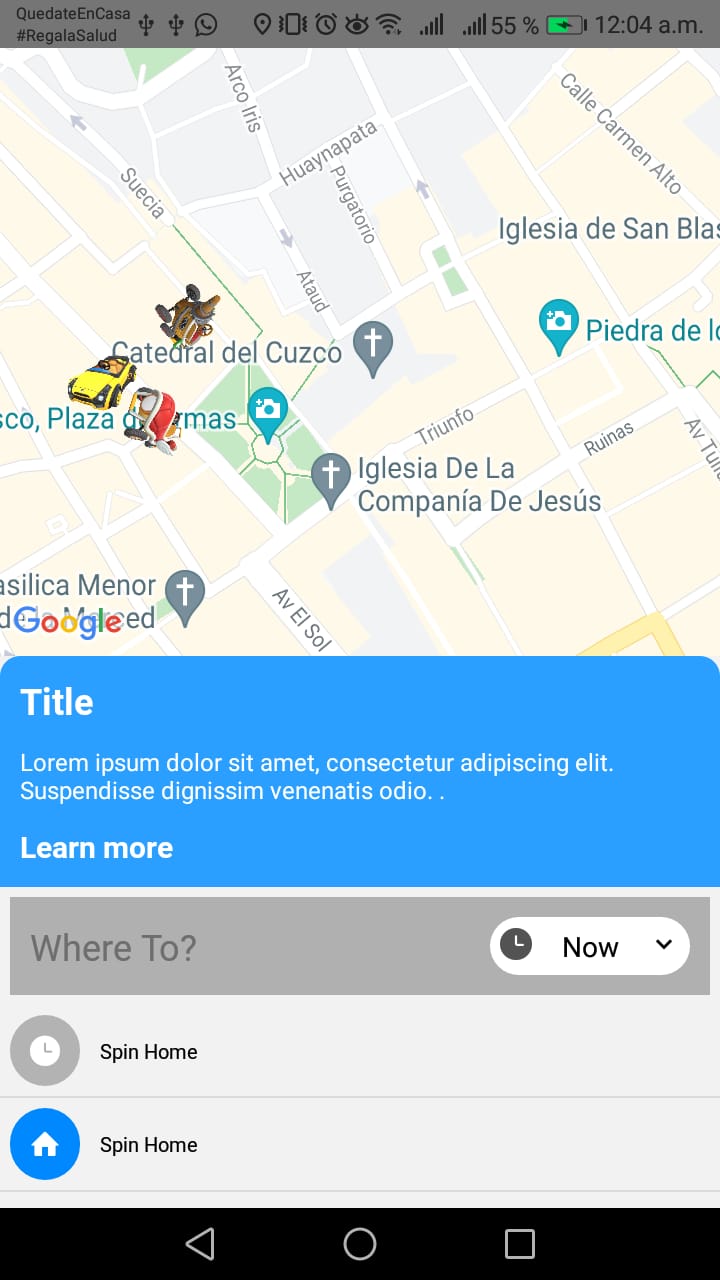 QuedateEnCasa
#RegalaSalud
55 % 12:04 a.m.
Arco Iris
Calle Carmen Alto
Huaynapata
Suecia
Purgatorio
Iglesia de San Blas
Ataud
Catedral del Cuzco
Piedra de lo
sco, Plaza d rmas
Triunfo
Ruinas
Av Tullu
Iglesia De La
Compañía De Jesús
asilica Menor
de la Merced
Google
Av El Sol
Title
Lorem ipsum dolor sit amet, consectetur adipiscing elit.
Suspendisse dignissim venenatis odio. .
Learn more
Where To?
Now
Spin Home
Spin Home